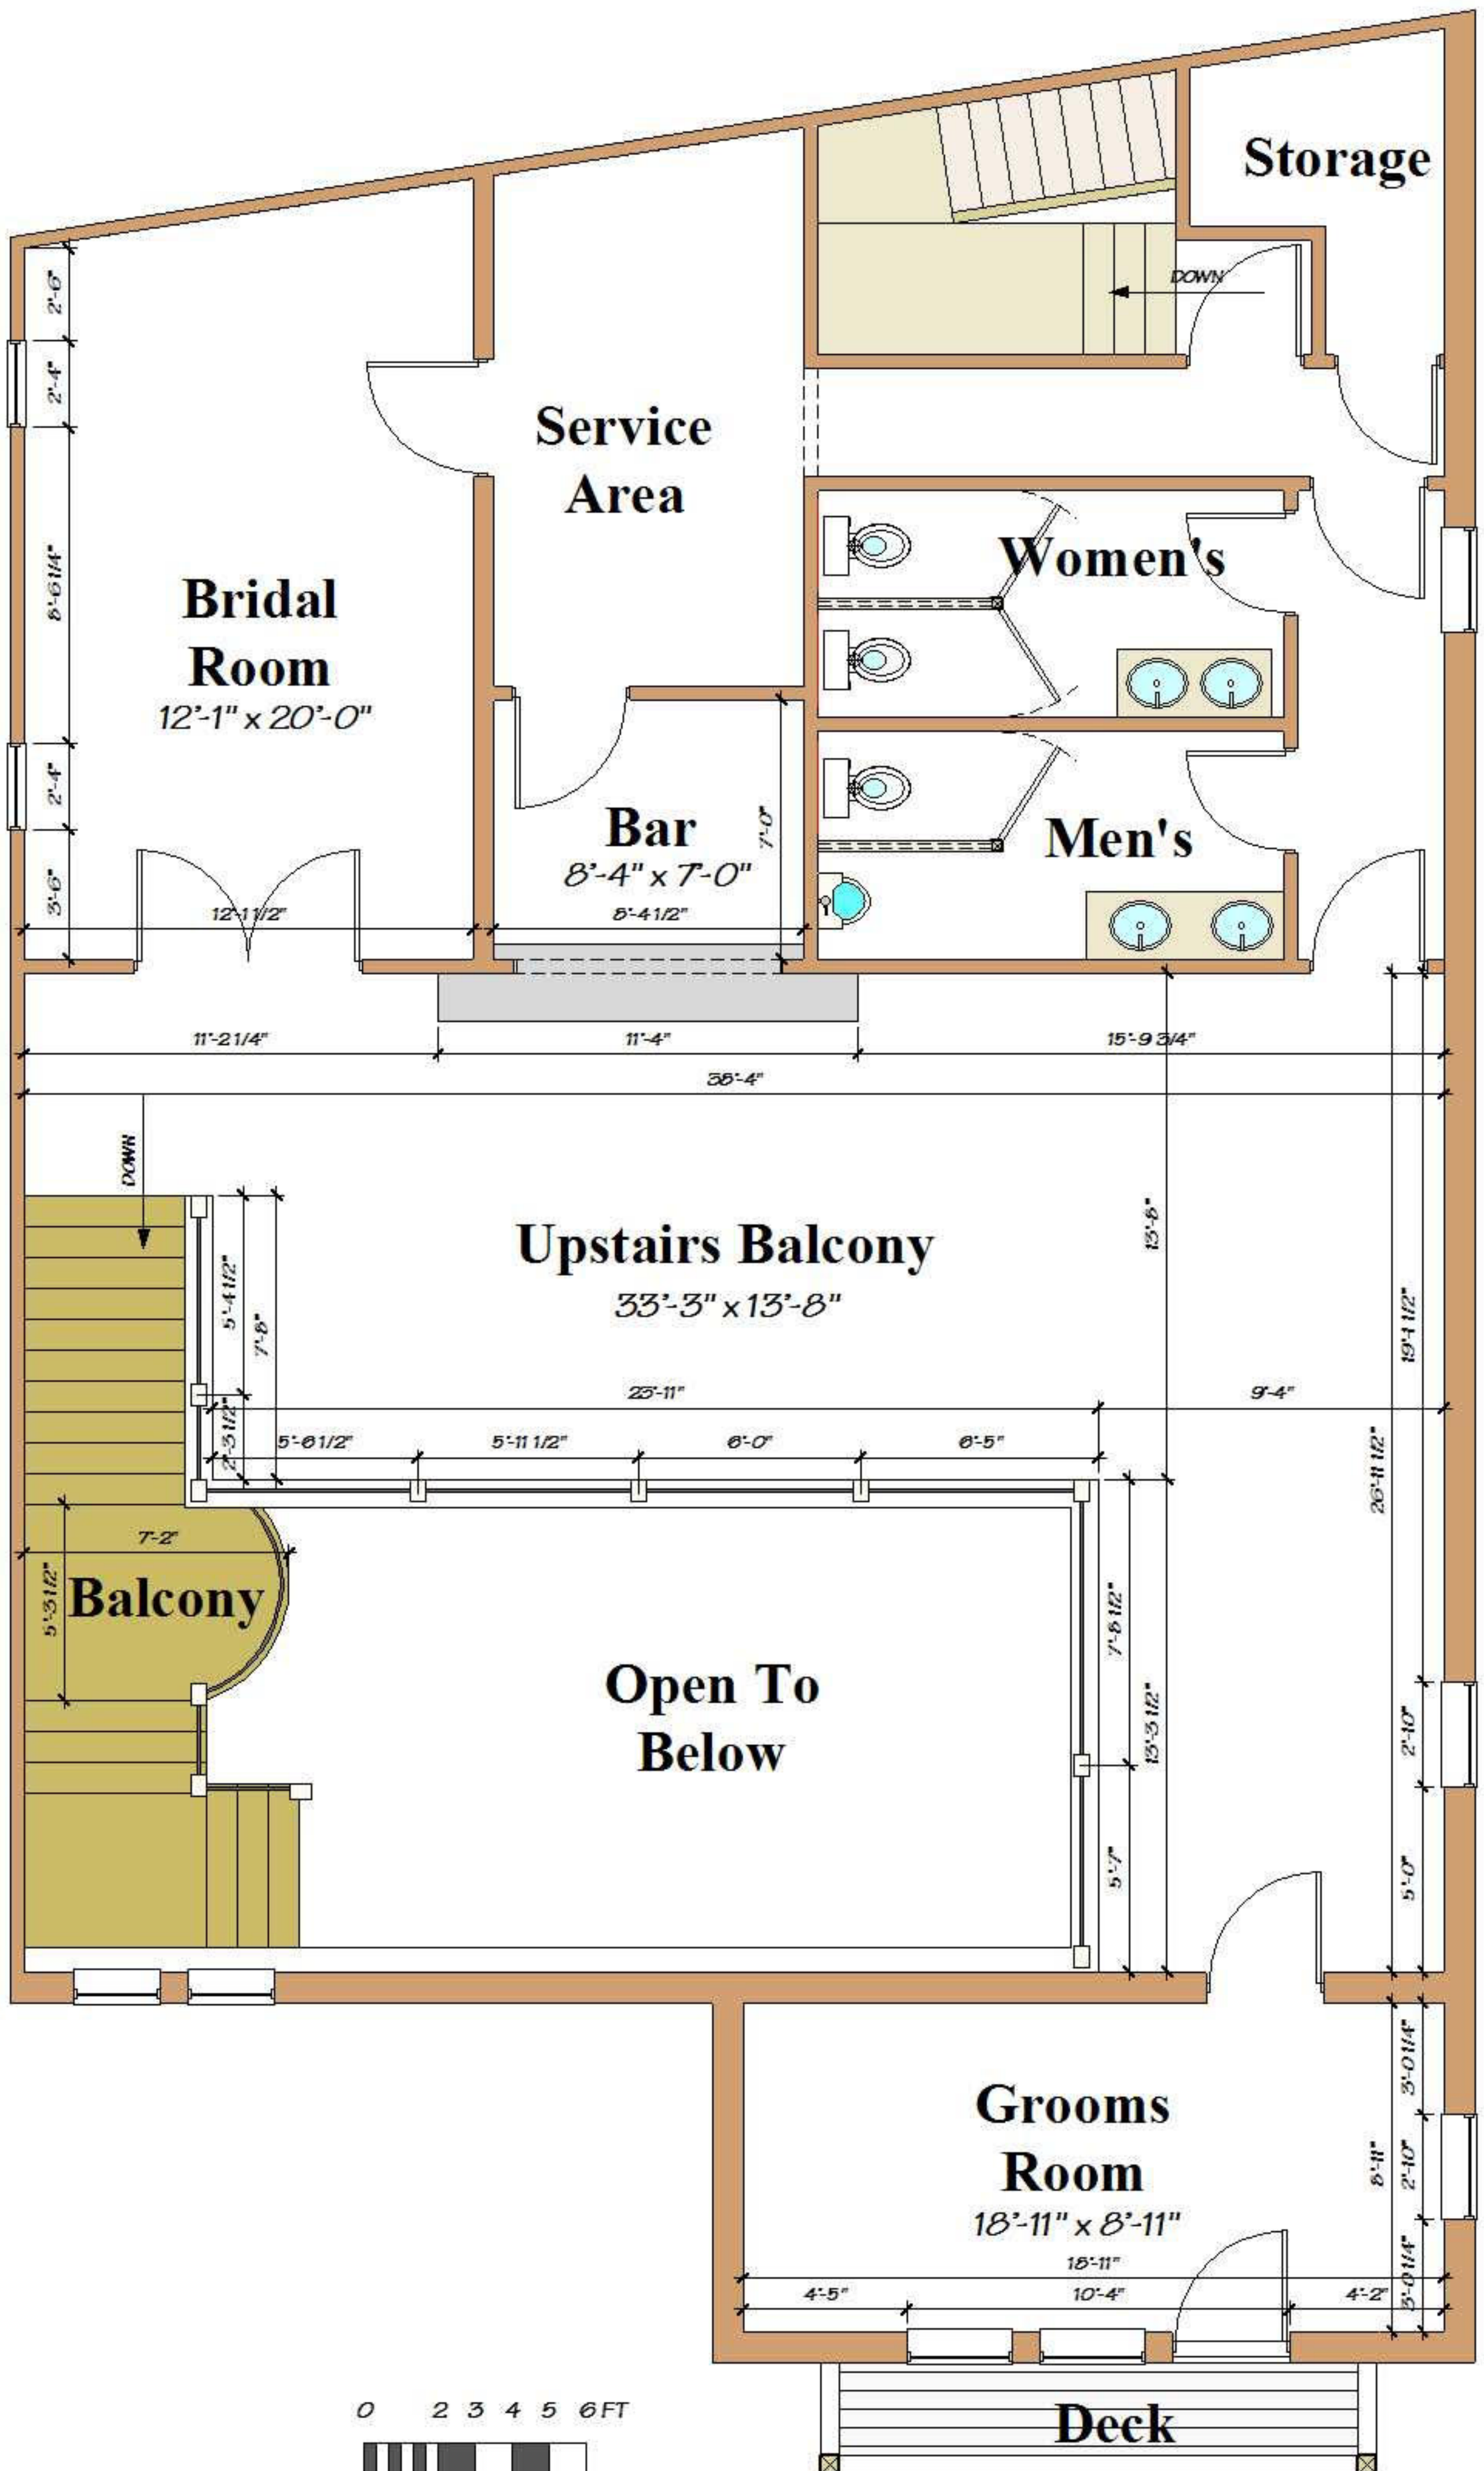 Storage
DOWN
2'-6"
2'-4"
8'-6 1/4"
2'-4"
3'-6"
Service
Area
Women's
Bridal
Room
12'-1" x 20'-0"
Bar
8'-4" x 7'-0"
7'-0"
Men's
12'-1 1/2"
8'-4 1/2"
11'-2 1/4"
11'-4"
15'-9 3/4"
38'-4"
DOWN
Upstairs Balcony
33'-3" x 13'-8"
13'-8"
5'-4 1/2"
7'-8"
2'-3 1/2"
19'-1 1/2"
23'-11"
9'-4"
5'-6 1/2"
5'-11 1/2"
6'-0"
6'-5"
26'-11 1/2"
7'-2"
5'-3 1/2"
Balcony
7'-8 1/2"
Open To
Below
13'-3 1/2"
2'-10"
5'-7"
5'-0"
Grooms
Room
18'-11" x 8'-11"
3'-0 1/4"
8'-11"
2'-10"
3'-0 1/4"
18'-11"
4'-5"
10'-4"
4'-2"
0 2 3 4 5 6 FT
Deck